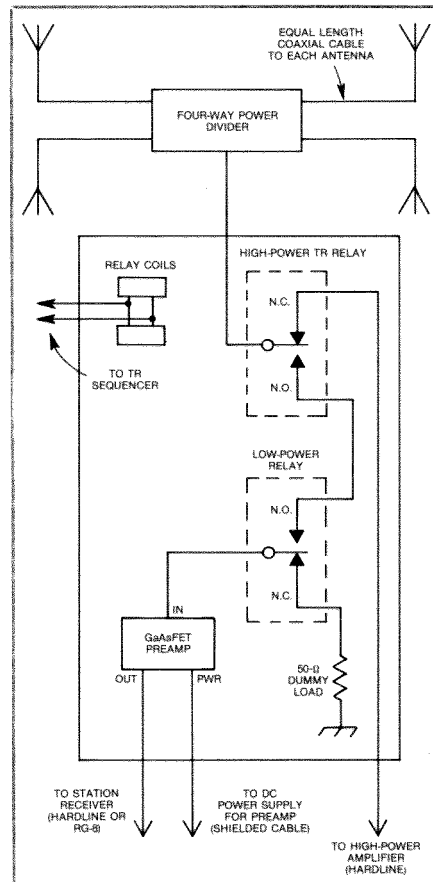 EQUAL LENGTH
COAXIAL CABLE
TO EACH ANTENNA
FOUR-WAY POWER
DIVIDER
RELAY COILS
HIGH-POWER TR RELAY
N.C.
N.O.
TO TR
SEQUENCER
LOW-POWER
RELAY
N.O.
N.C.
IN
GaAsFET
PREAMP
OUT
PWR
50-Ω
DUMMY
LOAD
TO STATION
RECEIVER
(HARDLINE OR
RG-8)
TO DC
POWER SUPPLY
FOR PREAMP
(SHIELDED CABLE)
TO HIGH-POWER
AMPLIFIER
(HARDLINE)